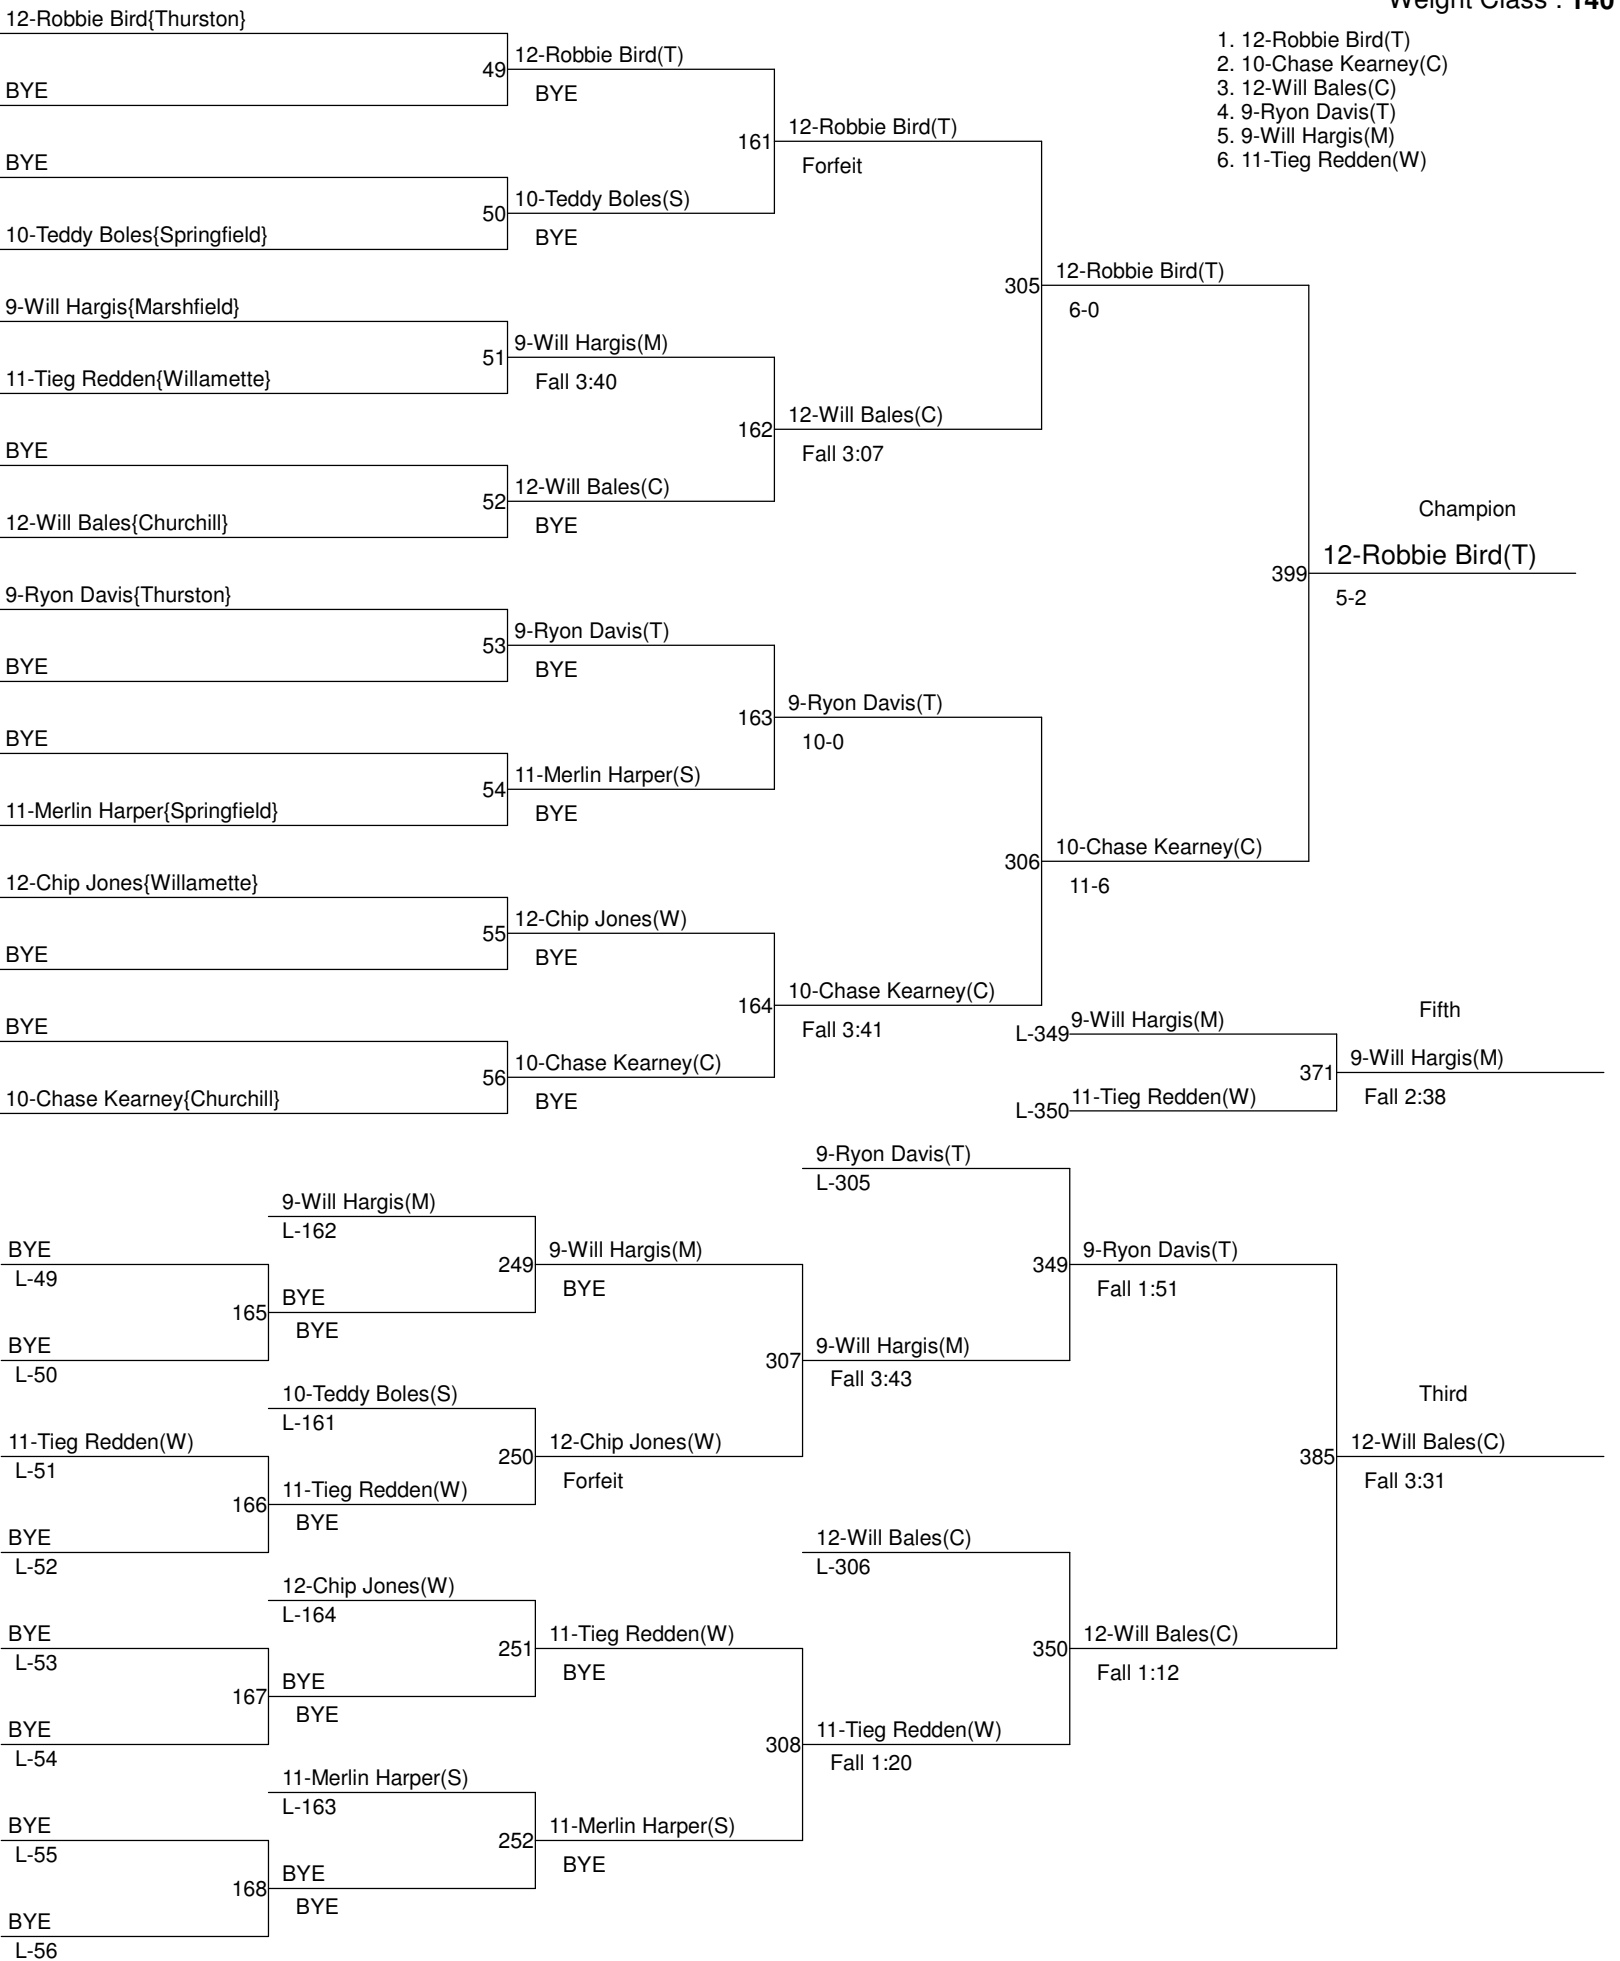 Weight Class : 140
1. 12-Robbie Bird(T)
2. 10-Chase Kearney(C)
3. 12-Will Bales(C)
4. 9-Ryon Davis(T)
5. 9-Will Hargis(M)
6. 11-Tieg Redden(W)
12-Robbie Bird{Thurston}
BYE
49
12-Robbie Bird(T)
BYE
BYE
10-Teddy Boles{Springfield}
50
10-Teddy Boles(S)
BYE
161
12-Robbie Bird(T)
Forfeit
9-Will Hargis{Marshfield}
11-Tieg Redden{Willamette}
51
9-Will Hargis(M)
Fall 3:40
BYE
12-Will Bales{Churchill}
52
12-Will Bales(C)
BYE
162
12-Will Bales(C)
Fall 3:07
305
12-Robbie Bird(T)
6-0
9-Ryon Davis{Thurston}
BYE
53
9-Ryon Davis(T)
BYE
BYE
11-Merlin Harper{Springfield}
54
11-Merlin Harper(S)
BYE
163
9-Ryon Davis(T)
10-0
12-Chip Jones{Willamette}
BYE
55
12-Chip Jones(W)
BYE
BYE
10-Chase Kearney{Churchill}
56
10-Chase Kearney(C)
BYE
164
10-Chase Kearney(C)
Fall 3:41
306
10-Chase Kearney(C)
11-6
Champion
399
12-Robbie Bird(T)
5-2
Fifth
L-349
9-Will Hargis(M)
L-350
11-Tieg Redden(W)
371
9-Will Hargis(M)
Fall 2:38
BYE
L-49
BYE
L-50
165
9-Will Hargis(M)
L-162
BYE
BYE
249
9-Will Hargis(M)
BYE
11-Tieg Redden(W)
L-51
BYE
L-52
166
10-Teddy Boles(S)
L-161
11-Tieg Redden(W)
BYE
250
12-Chip Jones(W)
Forfeit
307
9-Ryon Davis(T)
L-305
9-Will Hargis(M)
Fall 3:43
349
9-Ryon Davis(T)
Fall 1:51
BYE
L-53
BYE
L-54
167
12-Chip Jones(W)
L-164
BYE
BYE
251
11-Tieg Redden(W)
BYE
BYE
L-55
BYE
L-56
168
11-Merlin Harper(S)
L-163
BYE
BYE
252
11-Merlin Harper(S)
BYE
308
12-Will Bales(C)
L-306
11-Tieg Redden(W)
Fall 1:20
350
12-Will Bales(C)
Fall 1:12
Third
385
12-Will Bales(C)
Fall 3:31